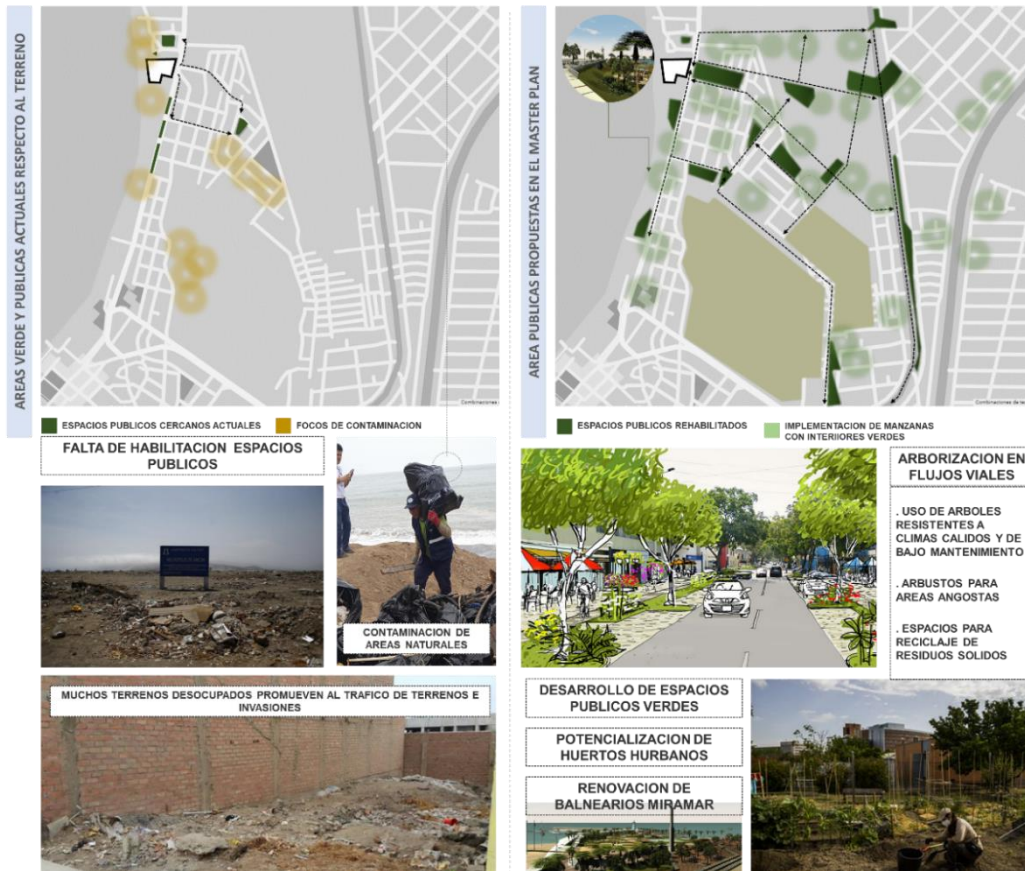 AREAS VERDE Y PUBLICAS ACTUALES RESPECTO AL TERRENO
Combinaciones
ESPACIOS PUBLICOS CERCANOS ACTUALES
FOCOS DE CONTAMINACION
FALTA DE HABILITACION ESPACIOS
PUBLICOS
CONTAMINACION DE
AREAS NATURALES
MUCHOS TERRENOS DESOCUPADOS PROMUEVEN AL TRAFICO DE TERRENOS E
INVASIONES
AREA PUBLICAS PROPUESTAS EN EL MASTER PLAN
Combinaciones de te
ESPACIOS PUBLICOS REHABILITADOS
IMPLEMENTACION DE MANZANAS
CON INTERIIORES VERDES
ARBORIZACION EN
FLUJOS VIALES
. USO DE ARBOLES
RESISTENTES A
CLIMAS CALIDOS Y DE
BAJO MANTENIMIENTO
. ARBUSTOS PARA
AREAS ANGOSTAS
. ESPACIOS PARA
RECICLAJE DE
RESIDUOS SOLIDOS
DESARROLLO DE ESPACIOS
PUBLICOS VERDES
POTENCIALIZACION DE
HUERTOS HURBANOS
RENOVACION DE
BALNEARIOS MIRAMAR